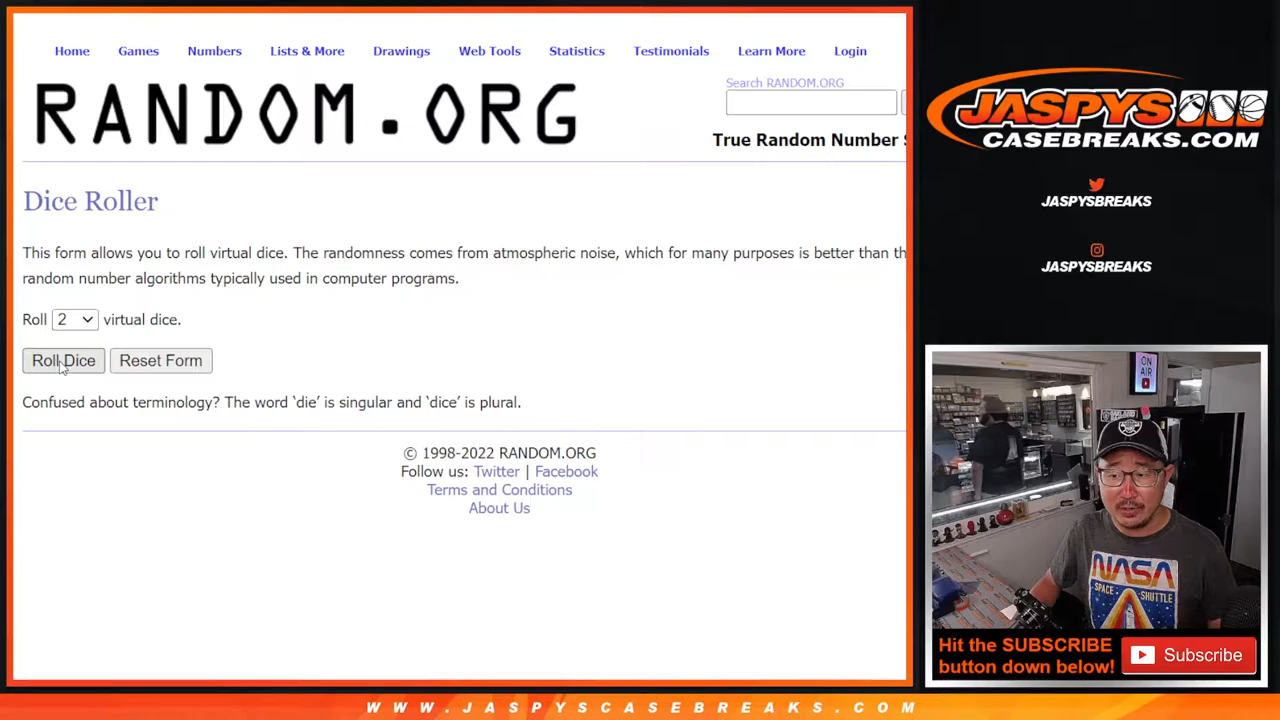 Home Games Numbers Lists & More Drawings Web Tools Statistics Testimonials Learn More Login
RANDOM.ORG
Search RANDOM.ORG
True Random Number S
Dice Roller
This form allows you to roll virtual dice. The randomness comes from atmospheric noise, which for many purposes is better than th
random number algorithms typically used in computer programs.
Roll 2 virtual dice.
Roll Dice Reset Form
Confused about terminology? The word ‘die’ is singular and ‘dice’ is plural.
© 1998-2022 RANDOM.ORG
Follow us: Twitter | Facebook
Terms and Conditions
About Us
JASPYS
CASEBREAKS.COM
JASPYSBREAKS
JASPYSBREAKS
ON
AIR
NASA
SPACE SHUTTLE
Hit the SUBSCRIBE
button down below!
Subscribe
WWW.JASPYSCASEBREAKS.COM